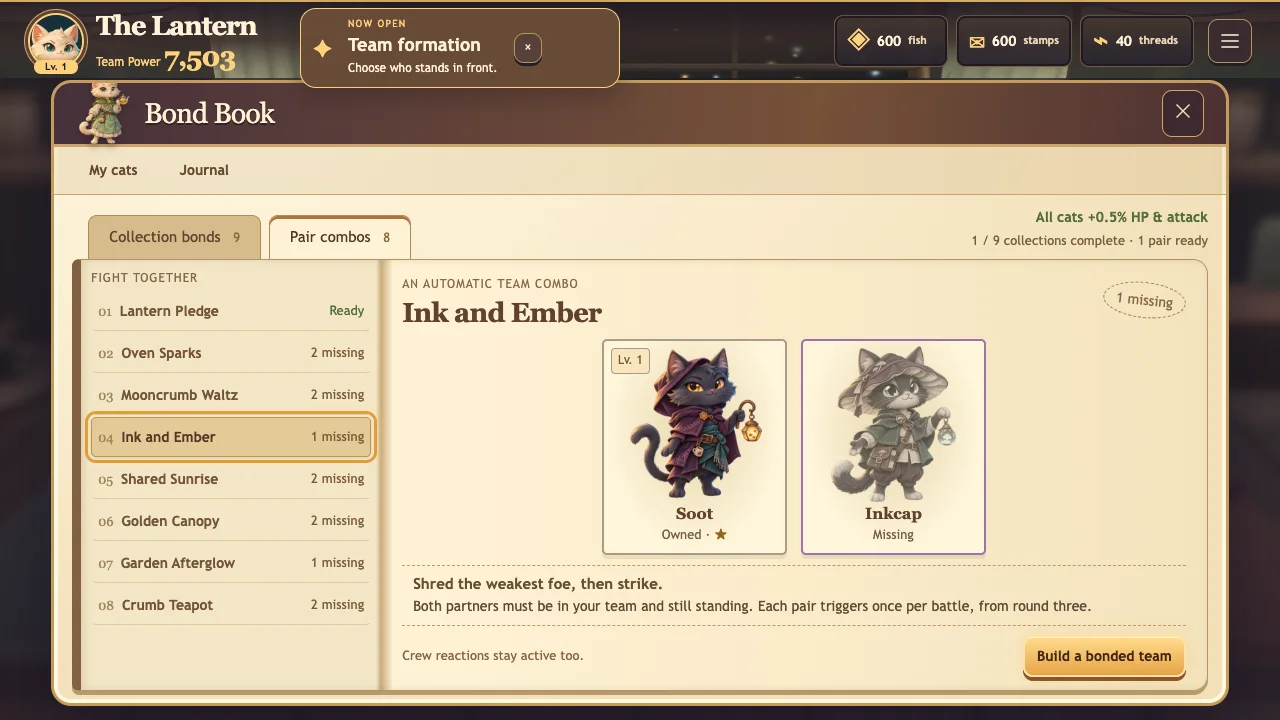 The Lantern
Lv. 1
Team Power 7,503
NOW OPEN
Team formation
Choose who stands in front.
×
600 fish
600 stamps
40 threads
Bond Book
My cats
Journal
Collection bonds 9
Pair combos 8
All cats +0.5% HP & attack
1 / 9 collections complete · 1 pair ready
FIGHT TOGETHER
01 Lantern Pledge Ready
02 Oven Sparks 2 missing
03 Mooncrumb Waltz 2 missing
04 Ink and Ember 1 missing
05 Shared Sunrise 2 missing
06 Golden Canopy 2 missing
07 Garden Afterglow 1 missing
08 Crumb Teapot 2 missing
AN AUTOMATIC TEAM COMBO
Ink and Ember
1 missing
Lv. 1
Soot
Owned · ★
Inkcap
Missing
Shred the weakest foe, then strike.
Both partners must be in your team and still standing. Each pair triggers once per battle, from round three.
Crew reactions stay active too.
Build a bonded team